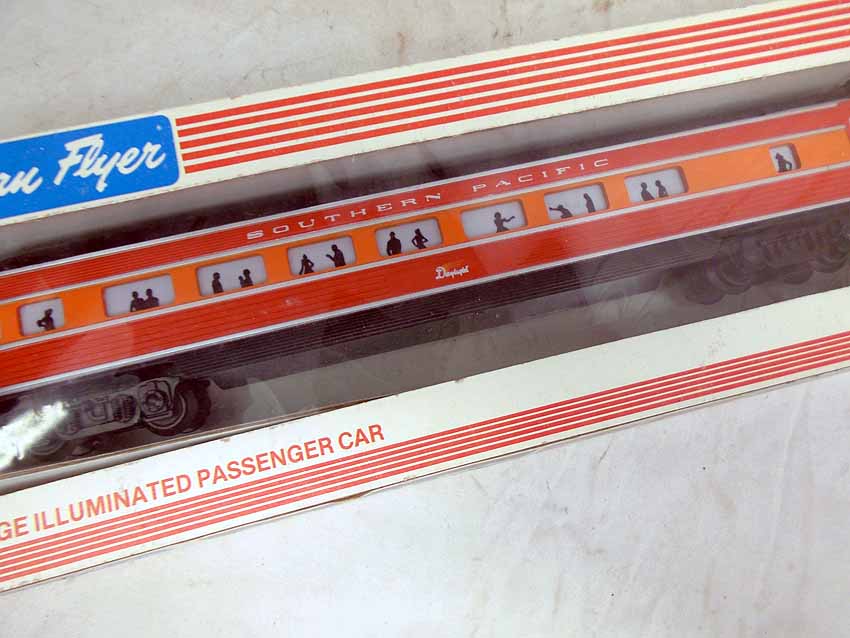 an Flyer
SOUTHERN PACIFIC
Daylight
GE ILLUMINATED PASSENGER CAR